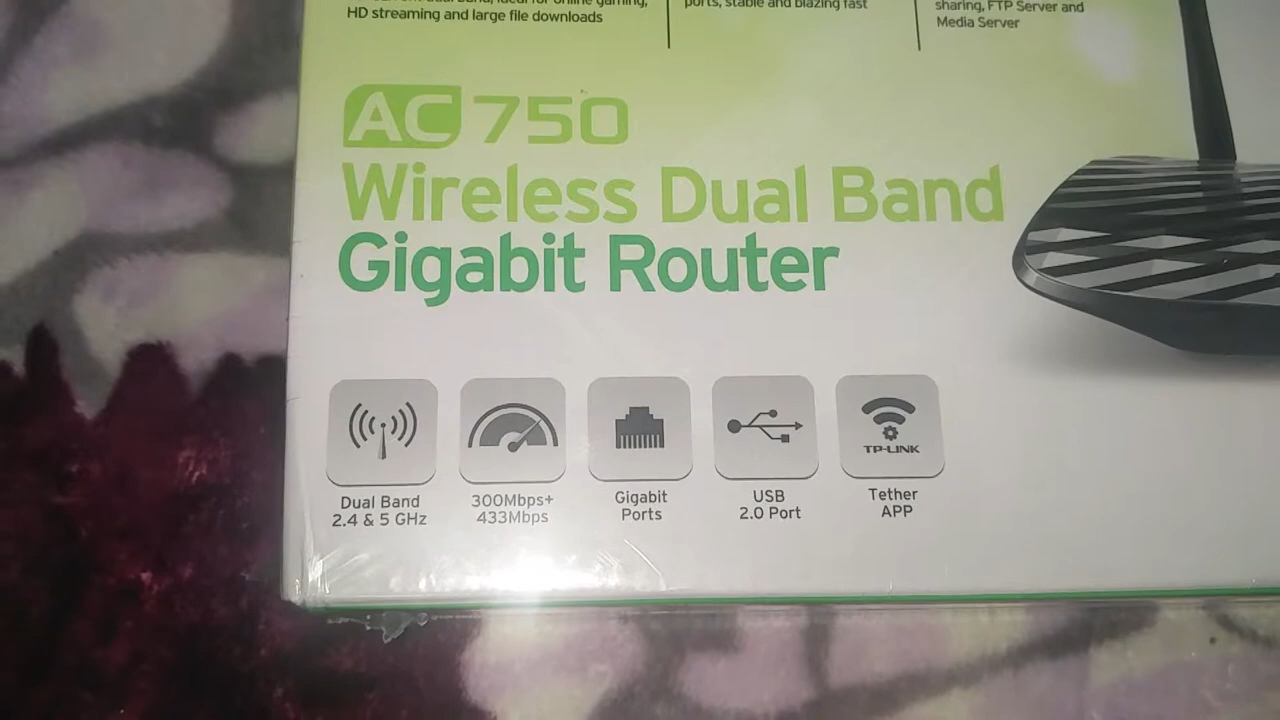 HD streaming and large file downloads
ports, stable and blazing fast
sharing, FTP Server and
Media Server
AC 750
Wireless Dual Band
Gigabit Router
TP-LINK
Dual Band
2.4 & 5 GHz
300Mbps+
433Mbps
Gigabit
Ports
USB
2.0 Port
Tether
APP